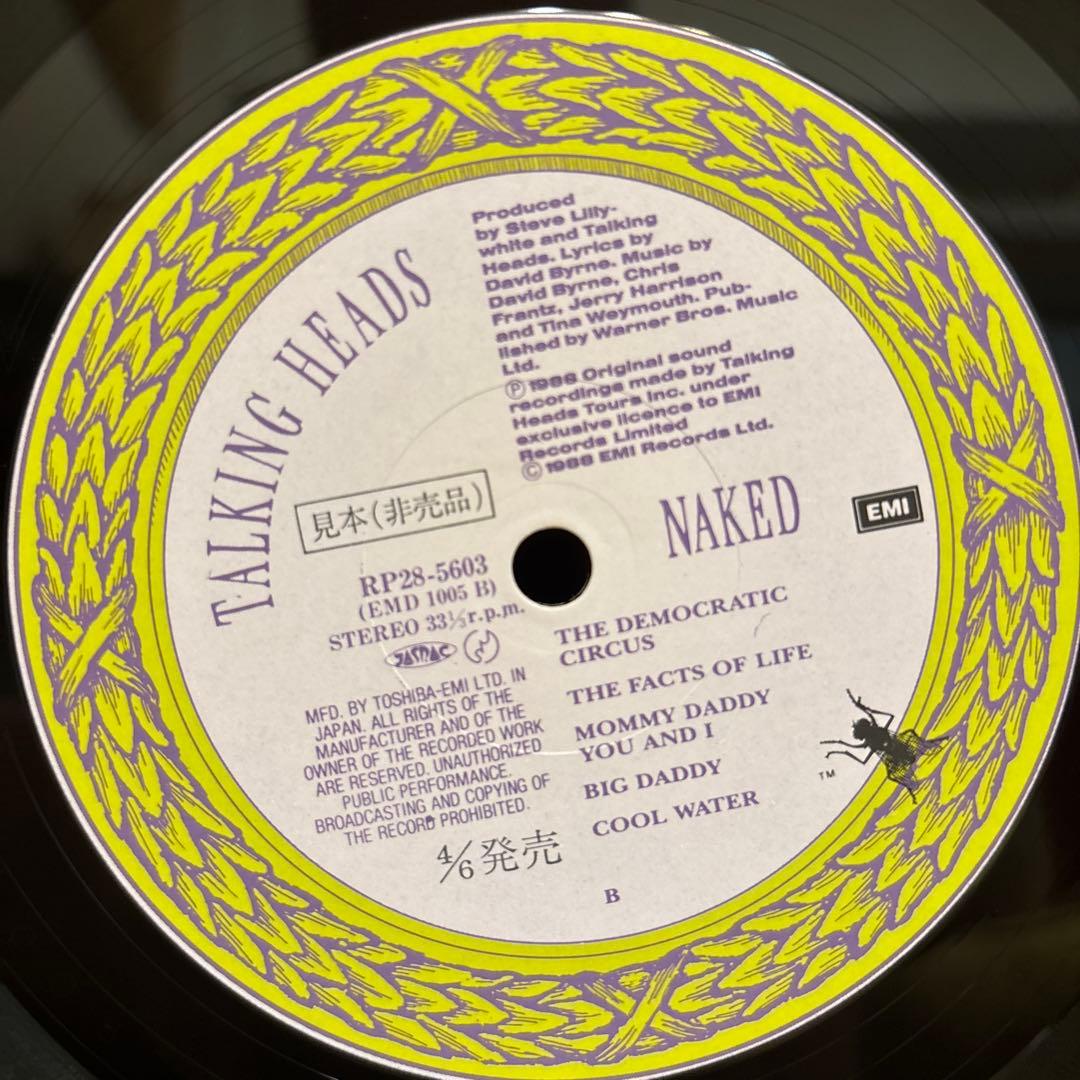 TALKING HEADS
Produced
by Steve Lilly-
white and Talking
Heads. Lyrics by
David Byrne. Music by
David Byrne, Chris
Frantz, Jerry Harrison
and Tina Weymouth. Pub-
lished by Warner Bros. Music
Ltd.
Ⓟ 1988 Original sound
recordings made by Talking
Heads Tours Inc. under
exclusive licence to EMI
Records Limited
© 1988 EMI Records Ltd.
見本(非売品)
NAKED
EMI
RP28-5603
(EMD 1005 B)
STEREO 33⅓r.p.m.
JASRAC
MFD. BY TOSHIBA-EMI LTD. IN
JAPAN. ALL RIGHTS OF THE
MANUFACTURER AND OF THE
OWNER OF THE RECORDED WORK
ARE RESERVED. UNAUTHORIZED
PUBLIC PERFORMANCE.
BROADCASTING AND COPYING OF
THE RECORD PROHIBITED.
4/6発売
THE DEMOCRATIC
CIRCUS
THE FACTS OF LIFE
MOMMY DADDY
YOU AND I
BIG DADDY
COOL WATER
TM
B